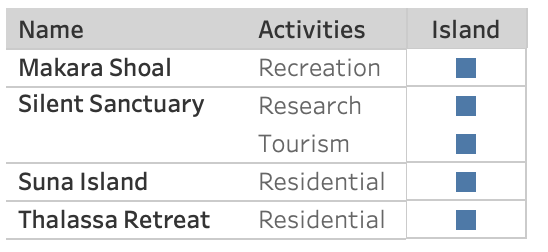 Name Activities Island
Makara Shoal Recreation
Silent Sanctuary Research
Tourism
Suna Island Residential
Thalassa Retreat Residential